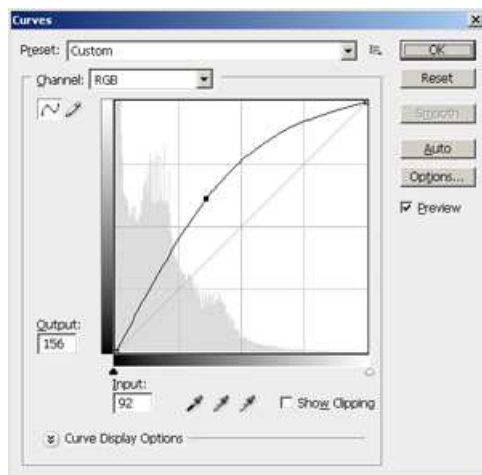 Curves
Preset: Custom
OK
Channel: RGB
Reset
Smooth
Auto
Options...
Preview
Output:
156
Input:
92
Show Clipping
Curve Display Options